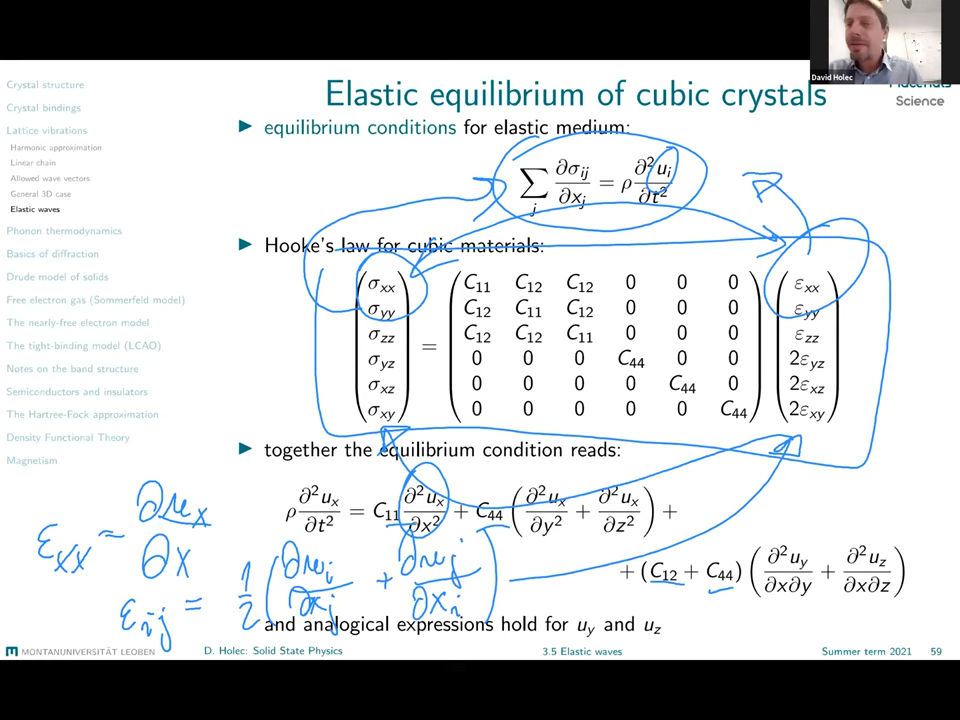 David Holec
Materials
Science
Crystal structure
Crystal bindings
Lattice vibrations
Harmonic approximation
Linear chain
Allowed wave vectors
General 3D case
Elastic waves
Phonon thermodynamics
Basics of diffraction
Drude model of solids
Free electron gas (Sommerfeld model)
The nearly-free electron model
The tight-binding model (LCAO)
Notes on the band structure
Semiconductors and insulators
The Hartree-Fock approximation
Density Functional Theory
Magnetism
Elastic equilibrium of cubic crystals
▶ equilibrium conditions for elastic medium:
∑_j ∂σ_ij/∂x_j = ρ ∂²u_i/∂t²
▶ Hooke's law for cubic materials:
σ_xx C₁₁ C₁₂ C₁₂ 0 0 0 ε_xx
σ_yy C₁₂ C₁₁ C₁₂ 0 0 0 ε_yy
σ_zz C₁₂ C₁₂ C₁₁ 0 0 0 ε_zz
σ_yz = 0 0 0 C₄₄ 0 0 2ε_yz
σ_xz 0 0 0 0 C₄₄ 0 2ε_xz
σ_xy 0 0 0 0 0 C₄₄ 2ε_xy
▶ together the equilibrium condition reads:
ρ ∂²u_x/∂t² = C₁₁ ∂²u_x/∂x² + C₄₄ (∂²u_x/∂y² + ∂²u_x/∂z²) +
+ (C₁₂ + C₄₄) (∂²u_y/∂x∂y + ∂²u_z/∂x∂z)
and analogical expressions hold for u_y and u_z
ε_xx = ∂u_x/∂x
ε_ij = 1/2 (∂u_i/∂x_j + ∂u_j/∂x_i)
MONTANUNIVERSITÄT LEOBEN
D. Holec: Solid State Physics
3.5 Elastic waves
Summer term 2021 59